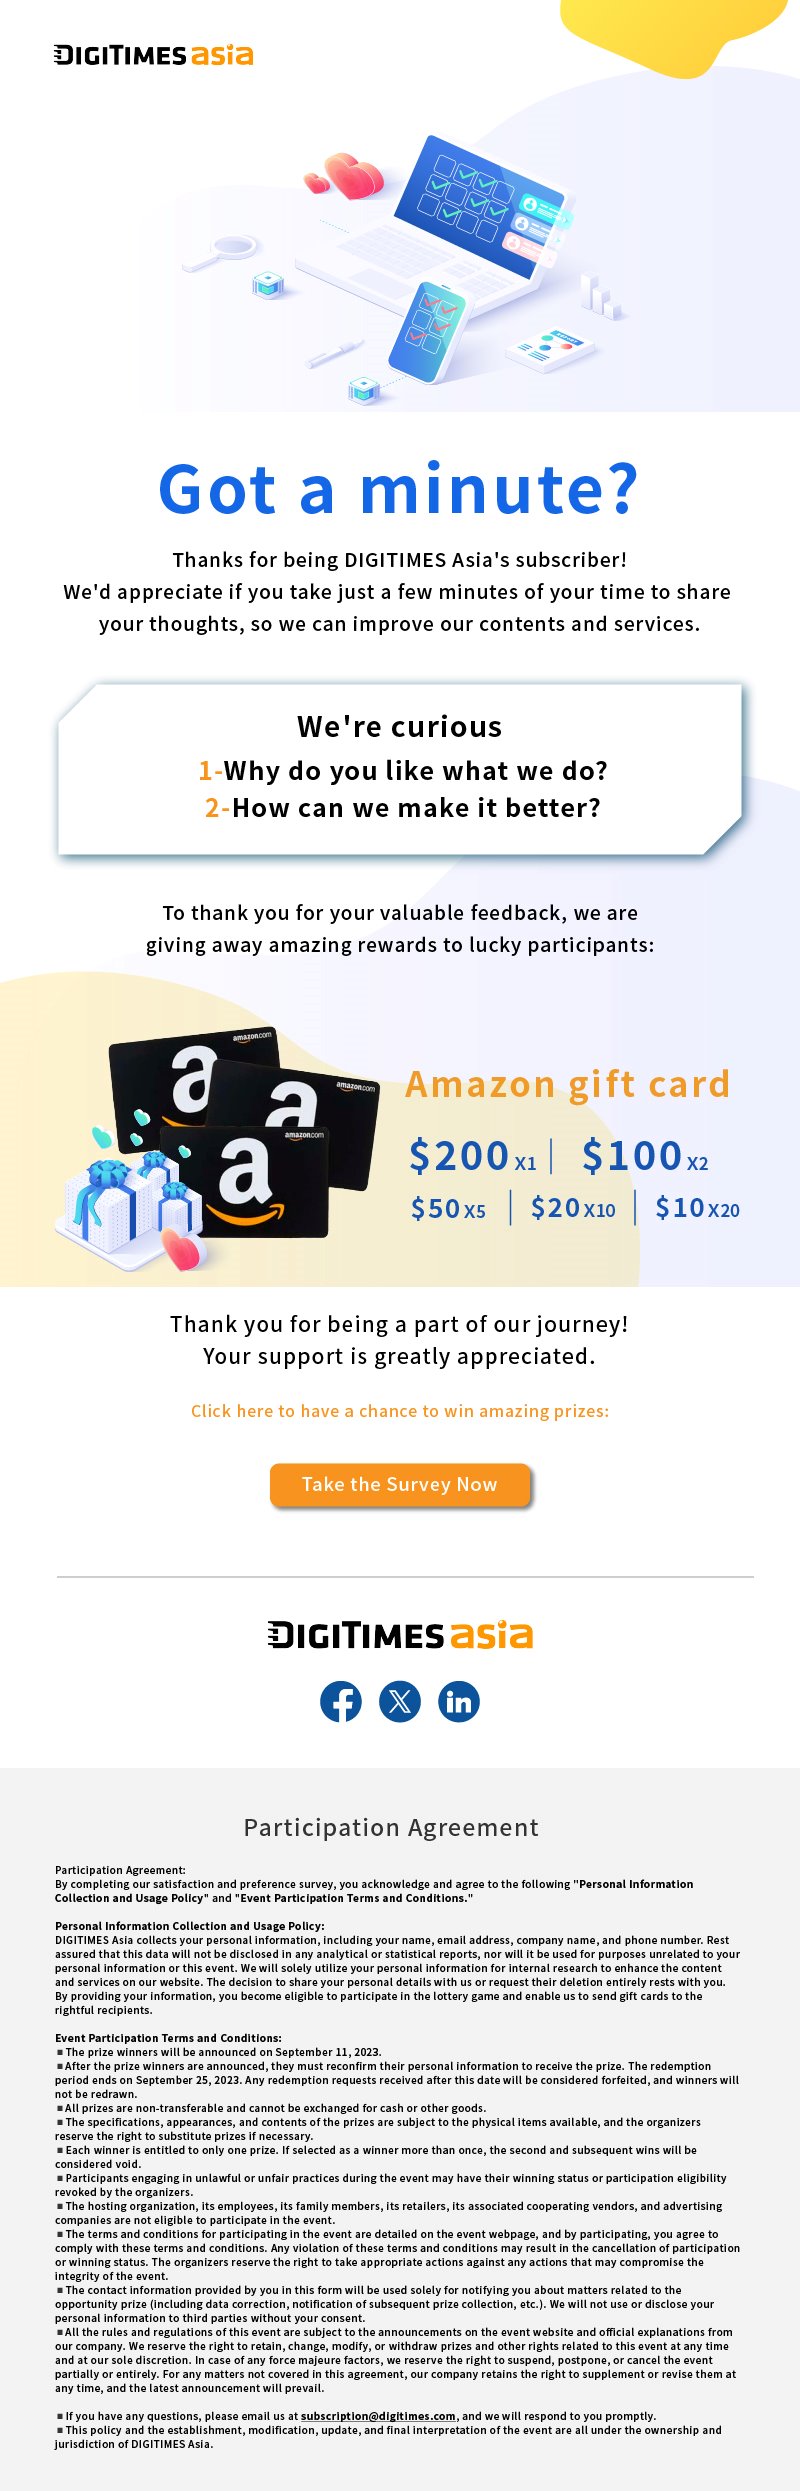 DIGITIMES asia
REPORT
Got a minute?
Thanks for being DIGITIMES Asia's subscriber!
We'd appreciate if you take just a few minutes of your time to share
your thoughts, so we can improve our contents and services.
We're curious
1-Why do you like what we do?
2-How can we make it better?
To thank you for your valuable feedback, we are
giving away amazing rewards to lucky participants:
amazon.com
a
amazon.com
a
amazon.com
a
Amazon gift card
$200 X1 | $100 X2
$50 X5 | $20 X10 | $10 X20
Thank you for being a part of our journey!
Your support is greatly appreciated.
Click here to have a chance to win amazing prizes:
Take the Survey Now
DIGITIMES asia
f X in
Participation Agreement
Participation Agreement:
By completing our satisfaction and preference survey, you acknowledge and agree to the following "Personal Information
Collection and Usage Policy" and "Event Participation Terms and Conditions."
Personal Information Collection and Usage Policy:
DIGITIMES Asia collects your personal information, including your name, email address, company name, and phone number. Rest
assured that this data will not be disclosed in any analytical or statistical reports, nor will it be used for purposes unrelated to your
personal information or this event. We will solely utilize your personal information for internal research to enhance the content
and services on our website. The decision to share your personal details with us or request their deletion entirely rests with you.
By providing your information, you become eligible to participate in the lottery game and enable us to send gift cards to the
rightful recipients.
Event Participation Terms and Conditions:
■The prize winners will be announced on September 11, 2023.
■After the prize winners are announced, they must reconfirm their personal information to receive the prize. The redemption
period ends on September 25, 2023. Any redemption requests received after this date will be considered forfeited, and winners will
not be redrawn.
■All prizes are non-transferable and cannot be exchanged for cash or other goods.
■The specifications, appearances, and contents of the prizes are subject to the physical items available, and the organizers
reserve the right to substitute prizes if necessary.
■Each winner is entitled to only one prize. If selected as a winner more than once, the second and subsequent wins will be
considered void.
■Participants engaging in unlawful or unfair practices during the event may have their winning status or participation eligibility
revoked by the organizers.
■The hosting organization, its employees, its family members, its retailers, its associated cooperating vendors, and advertising
companies are not eligible to participate in the event.
■The terms and conditions for participating in the event are detailed on the event webpage, and by participating, you agree to
comply with these terms and conditions. Any violation of these terms and conditions may result in the cancellation of participation
or winning status. The organizers reserve the right to take appropriate actions against any actions that may compromise the
integrity of the event.
■The contact information provided by you in this form will be used solely for notifying you about matters related to the
opportunity prize (including data correction, notification of subsequent prize collection, etc.). We will not use or disclose your
personal information to third parties without your consent.
■All the rules and regulations of this event are subject to the announcements on the event website and official explanations from
our company. We reserve the right to retain, change, modify, or withdraw prizes and other rights related to this event at any time
and at our sole discretion. In case of any force majeure factors, we reserve the right to suspend, postpone, or cancel the event
partially or entirely. For any matters not covered in this agreement, our company retains the right to supplement or revise them at
any time, and the latest announcement will prevail.
■If you have any questions, please email us at subscription@digitimes.com, and we will respond to you promptly.
■This policy and the establishment, modification, update, and final interpretation of the event are all under the ownership and
jurisdiction of DIGITIMES Asia.